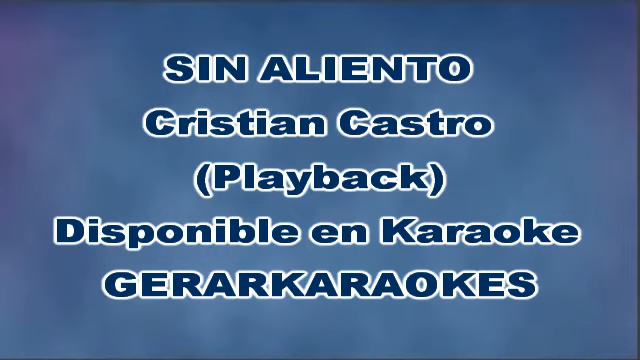 SIN ALIENTO
Cristian Castro
(Playback)
Disponible en Karaoke
GERARKARAOKES